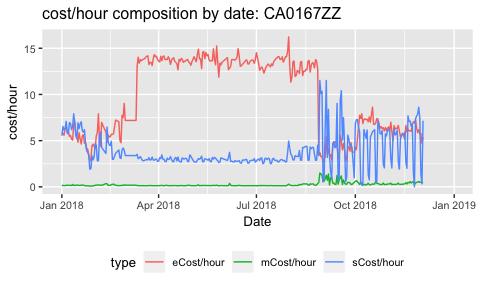 cost/hour composition by date: CA0167ZZ
cost/hour
15
10
5
0
Jan 2018 Apr 2018 Jul 2018 Oct 2018 Jan 2019
Date
type eCost/hour mCost/hour sCost/hour